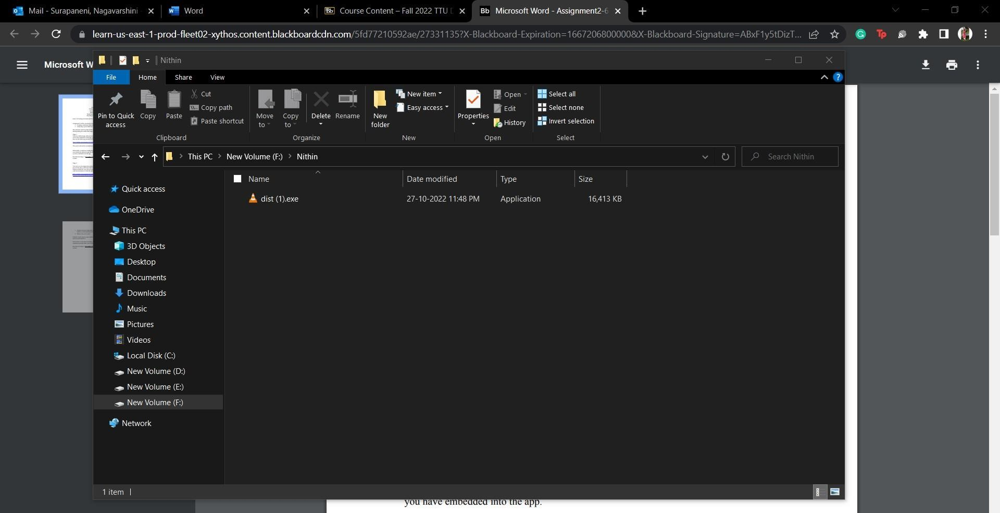 Mail - Surapaneni, Nagavarshini
Word
Course Content – Fall 2022 TTU
Microsoft Word - Assignment2-6
learn-us-east-1-prod-fleet02-xythos.content.blackboardcdn.com/5fd77210592ae/27331135?X-Blackboard-Expiration=1667206800000&X-Blackboard-Signature=ABxF1y5tDizT...
Microsoft W
Nithin
File Home Share View
Pin to Quick access
Copy
Paste
Cut
Copy path
Paste shortcut
Clipboard
Move to
Copy to
Delete
Rename
Organize
New folder
New item
Easy access
New
Properties
Open
Edit
History
Open
Select all
Select none
Invert selection
Select
This PC > New Volume (F:) > Nithin
Search Nithin
Name Date modified Type Size
dist (1).exe 27-10-2022 11:48 PM Application 16,413 KB
Quick access
OneDrive
This PC
3D Objects
Desktop
Documents
Downloads
Music
Pictures
Videos
Local Disk (C:)
New Volume (D:)
New Volume (E:)
New Volume (F:)
Network
1 item
you have embedded into the app.